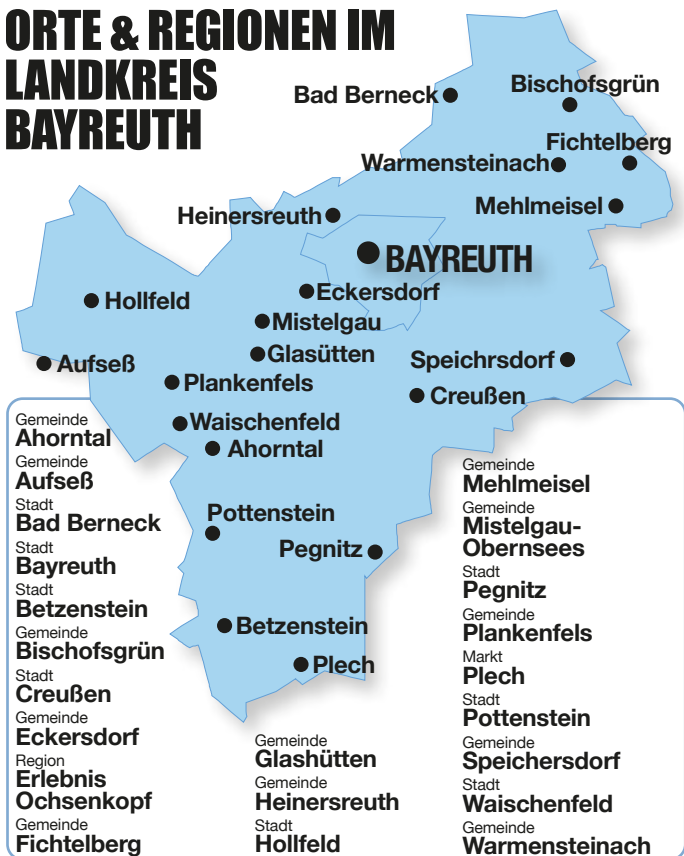 ORTE & REGIONEN IM
LANDKREIS
BAYREUTH
Bad Berneck
Bischofsgrün
Fichtelberg
Warmensteinach
Mehlmeisel
Heinersreuth
BAYREUTH
Eckersdorf
Hollfeld
Mistelgau
Glasütten
Speichrsdorf
Aufseß
Plankenfels
Creußen
Waischenfeld
Ahorntal
Pottenstein
Pegnitz
Betzenstein
Plech
Gemeinde
Ahorntal
Gemeinde
Aufseß
Stadt
Bad Berneck
Stadt
Bayreuth
Stadt
Betzenstein
Gemeinde
Bischofsgrün
Stadt
Creußen
Gemeinde
Eckersdorf
Region
Erlebnis
Ochsenkopf
Gemeinde
Fichtelberg
Gemeinde
Glashütten
Gemeinde
Heinersreuth
Stadt
Hollfeld
Gemeinde
Mehlmeisel
Gemeinde
Mistelgau-
Obernsees
Stadt
Pegnitz
Gemeinde
Plankenfels
Markt
Plech
Stadt
Pottenstein
Gemeinde
Speichersdorf
Stadt
Waischenfeld
Gemeinde
Warmensteinach